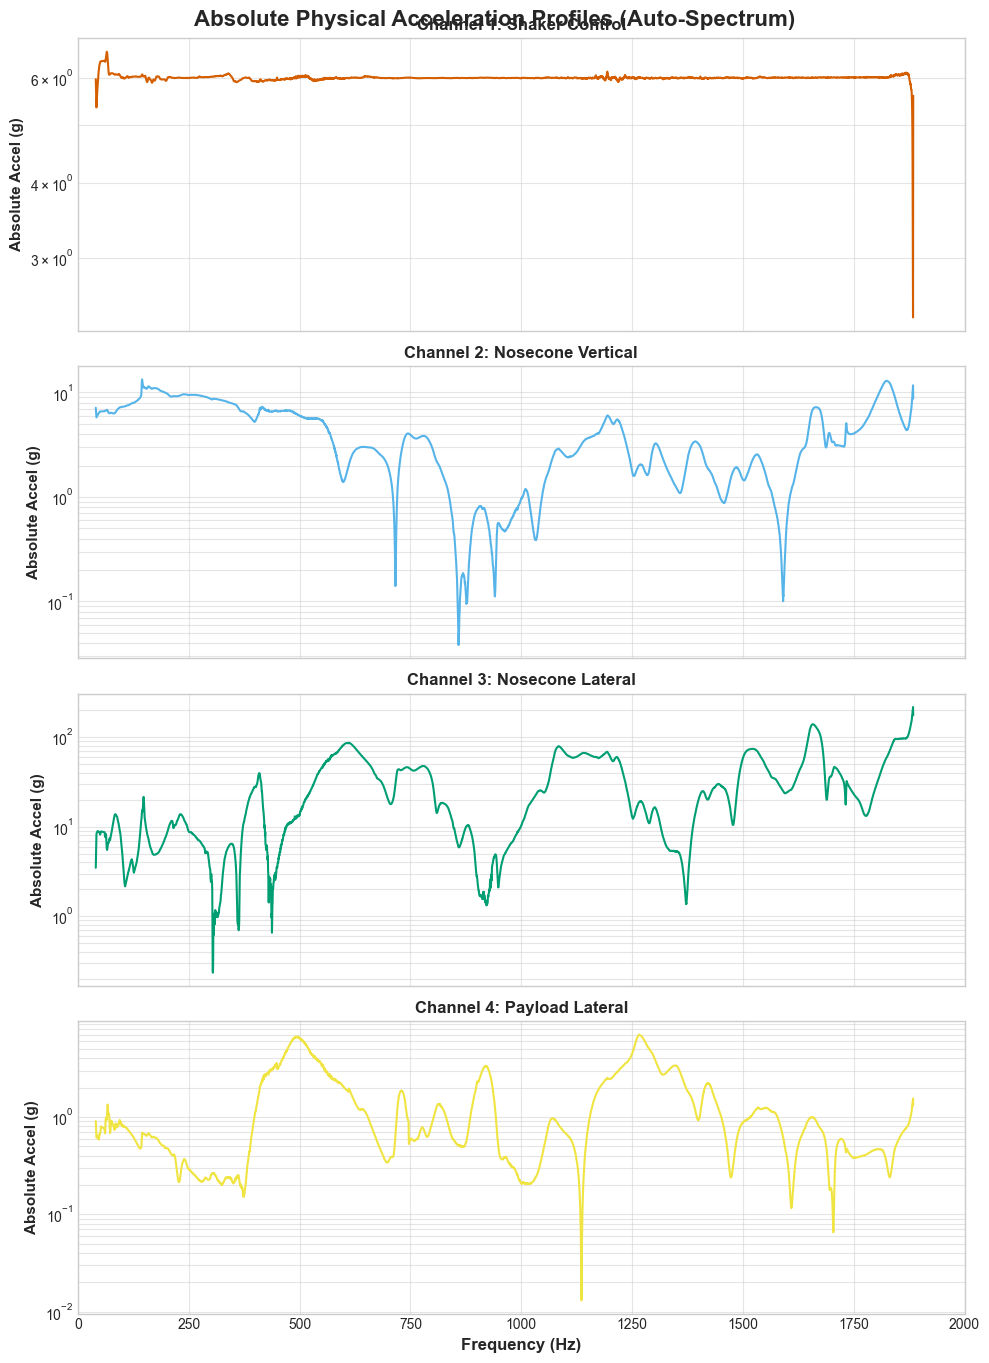 Absolute Physical Acceleration Profiles (Auto-Spectrum)
Channel 1: Shaker Control
6 × 10⁰
4 × 10⁰
3 × 10⁰
Absolute Accel (g)
Channel 2: Nosecone Vertical
10¹
10⁰
10⁻¹
Absolute Accel (g)
Channel 3: Nosecone Lateral
10²
10¹
10⁰
Absolute Accel (g)
Channel 4: Payload Lateral
10⁰
10⁻¹
10⁻²
Absolute Accel (g)
0 250 500 750 1000 1250 1500 1750 2000
Frequency (Hz)